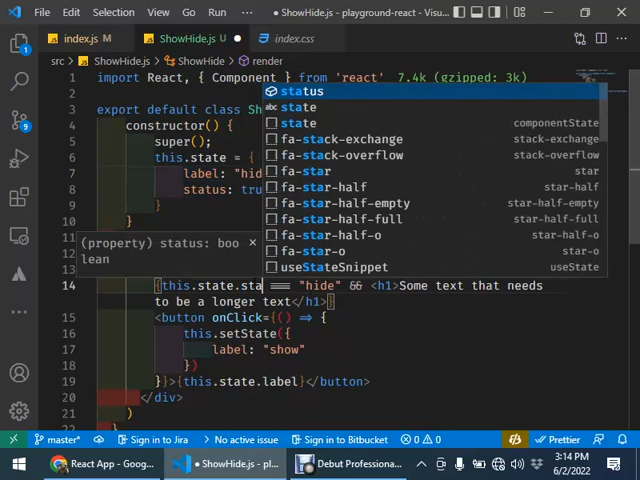 File Edit Selection View Go Run ··· ShowHide.js - playground-react - Visu...
index.js M ShowHide.js U ● index.css
src > ShowHide.js > ShowHide > render
1 import React, { Component } from 'react' 7.4k (gzipped: 3k)
2
3 export default class Sh
4 constructor() {
5 super();
6 this.state = {
7 label: "hid
8 status: tru
9 }
10 }
11
status
state
state componentState
fa-stack-exchange stack-exchange
fa-stack-overflow stack-overflow
fa-star star
fa-star-half star-half
fa-star-half-empty star-half-empty
fa-star-half-full star-half-full
fa-star-half-o star-half-o
fa-star-o star-o
useStateSnippet useState
(property) status: boo
lean
14 {this.state.sta === "hide" && <h1>Some text that needs
to be a longer text</h1>}
15 <button onClick={() => {
16 this.setState({
17 label: "show"
18 })
19 }}>{this.state.label}</button>
20 </div>
21 )
22 }
master* Sign in to Jira No active issue Sign in to Bitbucket 0 0 Prettier
React App - Goog... ShowHide.js - pl... Debut Professiona... 3:14 PM
6/2/2022